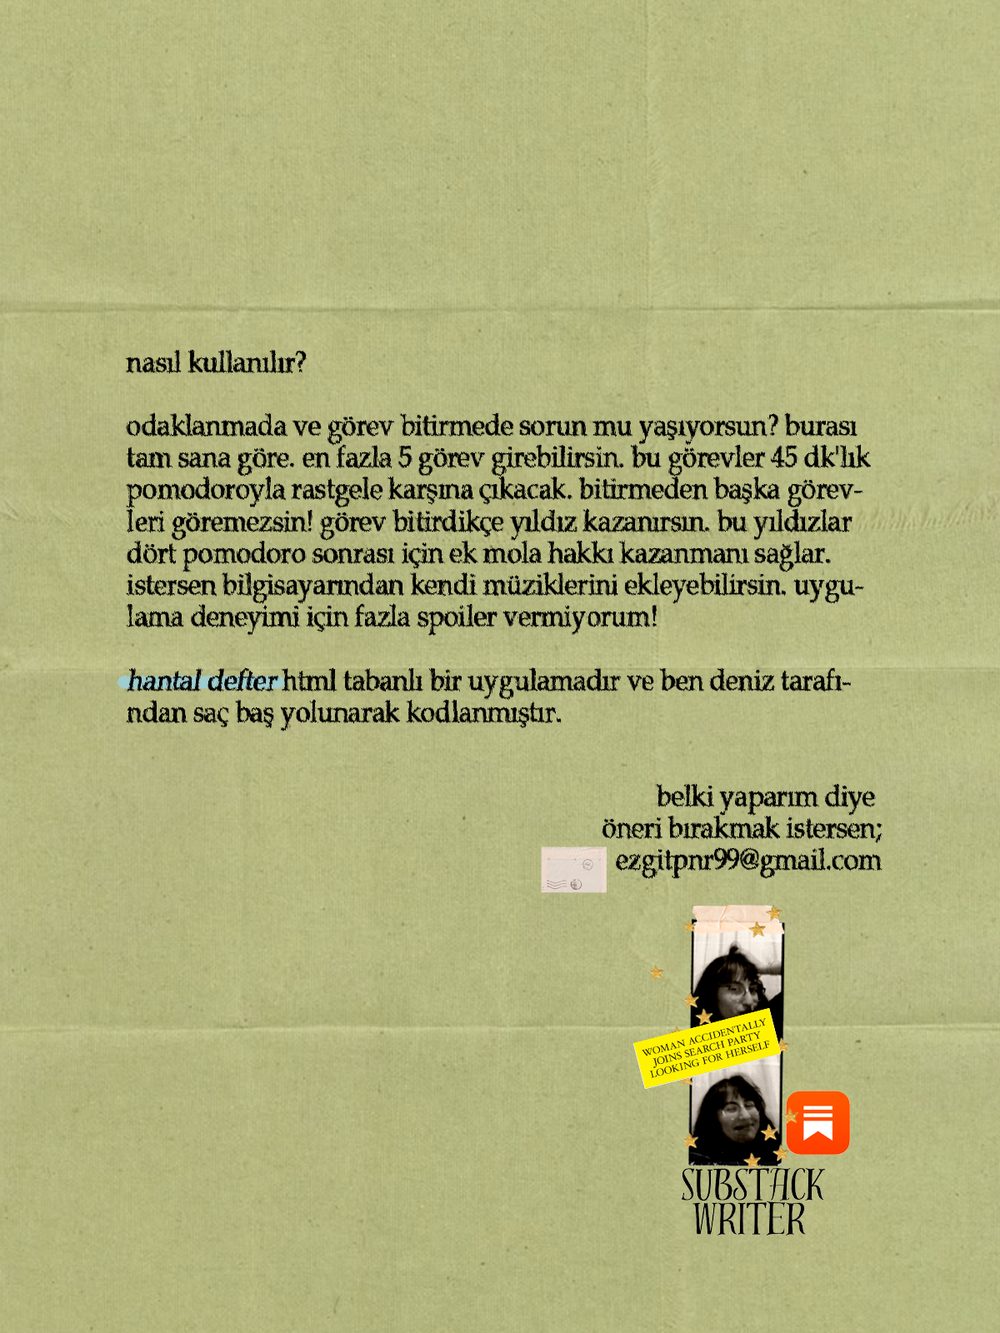 nasıl kullanılır?
odaklanmada ve görev bitirmede sorun mu yaşıyorsun? burası
tam sana göre. en fazla 5 görev girebilirsin. bu görevler 45 dk'lık
pomodoroyla rastgele karşına çıkacak. bitirmeden başka görev-
leri göremezsin! görev bitirdikçe yıldız kazanırsın. bu yıldızlar
dört pomodoro sonrası için ek mola hakkı kazanmanı sağlar.
istersen bilgisayarından kendi müziklerini ekleyebilirsin. uygu-
lama deneyimi için fazla spoiler vermiyorum!
hantal defter html tabanlı bir uygulamadır ve ben deniz tarafı-
ndan saç baş yolunarak kodlanmıştır.
belki yaparım diye
öneri bırakmak istersen;
ezgitpnr99@gmail.com
WOMAN ACCIDENTALLY
JOINS SEARCH PARTY
LOOKING FOR HERSELF
SUBSTACK
WRITER